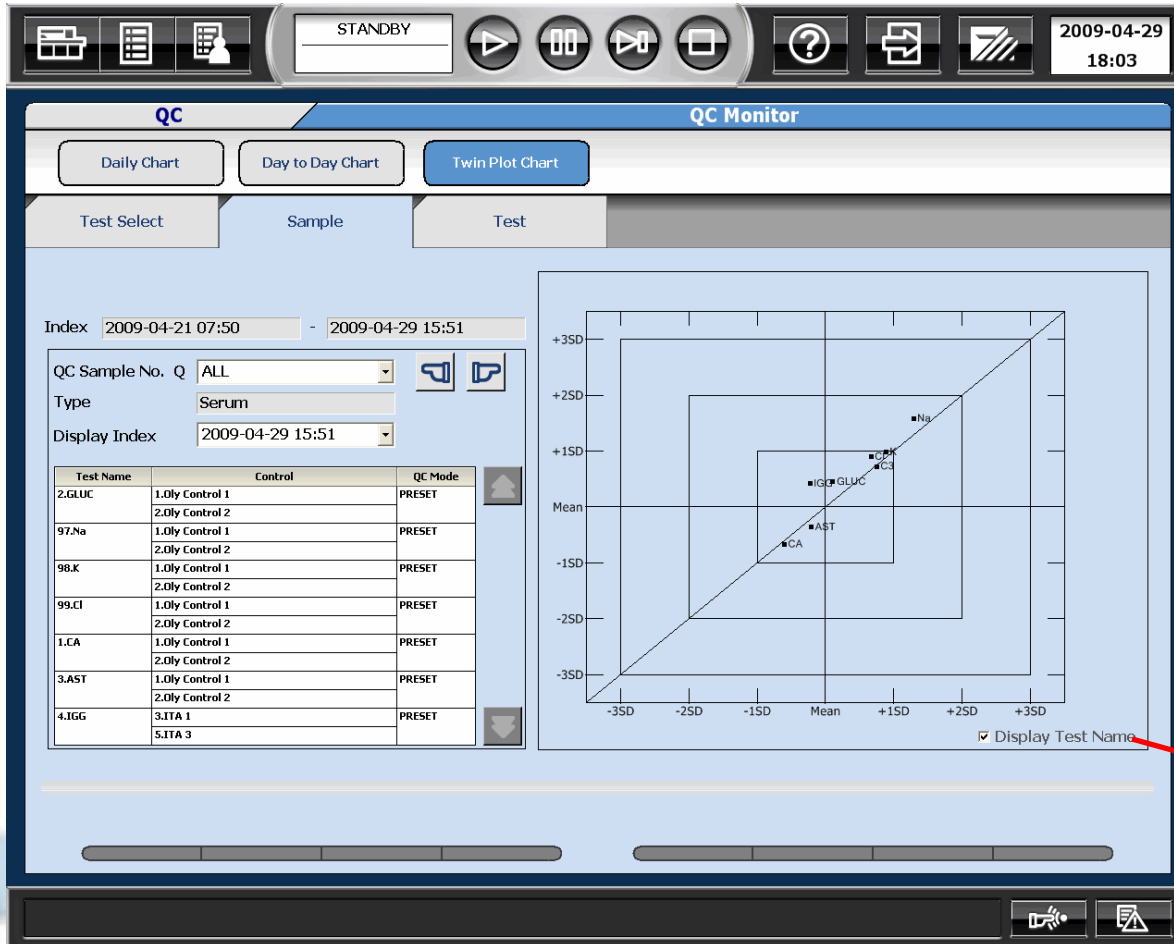 STANDBY
2009-04-29
18:03
QC
QC Monitor
Daily Chart
Day to Day Chart
Twin Plot Chart
Test Select
Sample
Test
Index 2009-04-21 07:50 - 2009-04-29 15:51
QC Sample No. Q ALL
Type Serum
Display Index 2009-04-29 15:51
Test Name Control QC Mode
2.GLUC 1.Oly Control 1 PRESET
2.Oly Control 2
97.Na 1.Oly Control 1 PRESET
2.Oly Control 2
98.K 1.Oly Control 1 PRESET
2.Oly Control 2
99.Cl 1.Oly Control 1 PRESET
2.Oly Control 2
1.CA 1.Oly Control 1 PRESET
2.Oly Control 2
3.AST 1.Oly Control 1 PRESET
2.Oly Control 2
4.IGG 3.ITA 1 PRESET
5.ITA 3
+3SD
+2SD
+1SD
Mean
-1SD
-2SD
-3SD
Na
K
C3
IGG
GLUC
AST
CA
-3SD -2SD -1SD Mean +1SD +2SD +3SD
Display Test Name